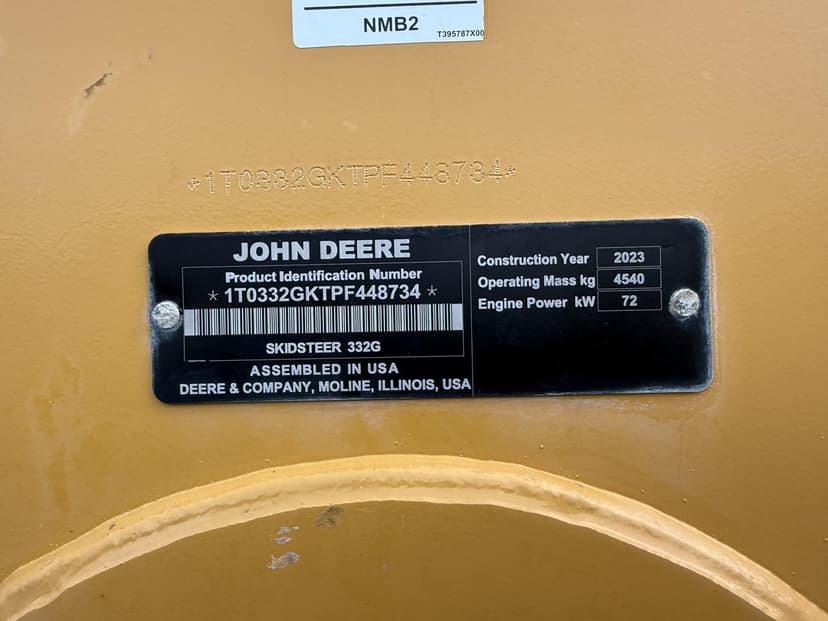 NMB2
T395787X00
*1T0332GKTPF448734*
JOHN DEERE
Product Identification Number
* 1T0332GKTPF448734 *
SKIDSTEER 332G
ASSEMBLED IN USA
DEERE & COMPANY, MOLINE, ILLINOIS, USA
Construction Year 2023
Operating Mass kg 4540
Engine Power kW 72